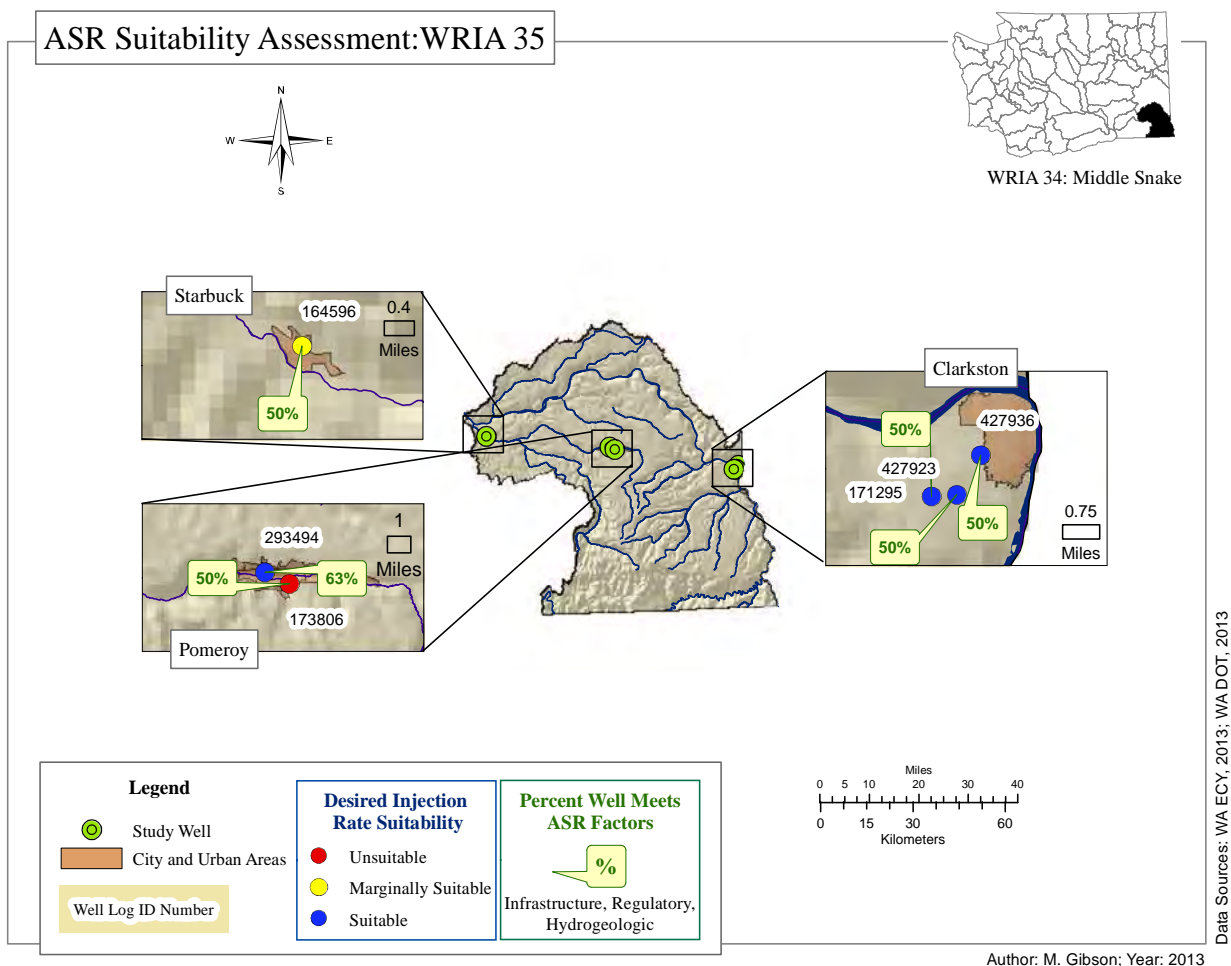 ASR Suitability Assessment:WRIA 35
N
W
E
S
WRIA 34: Middle Snake
Starbuck
164596
0.4
Miles
50%
Clarkston
427936
50%
427923
171295
50%
50%
0.75
Miles
293494
1
Miles
50%
63%
173806
Pomeroy
Legend
Study Well
City and Urban Areas
Well Log ID Number
Desired Injection
Rate Suitability
Unsuitable
Marginally Suitable
Suitable
Percent Well Meets
ASR Factors
%
Infrastructure, Regulatory,
Hydrogeologic
Miles
0 5 10 20 30 40
0 15 30 60
Kilometers
Data Sources: WA ECY, 2013; WA DOT, 2013
Author: M. Gibson; Year: 2013